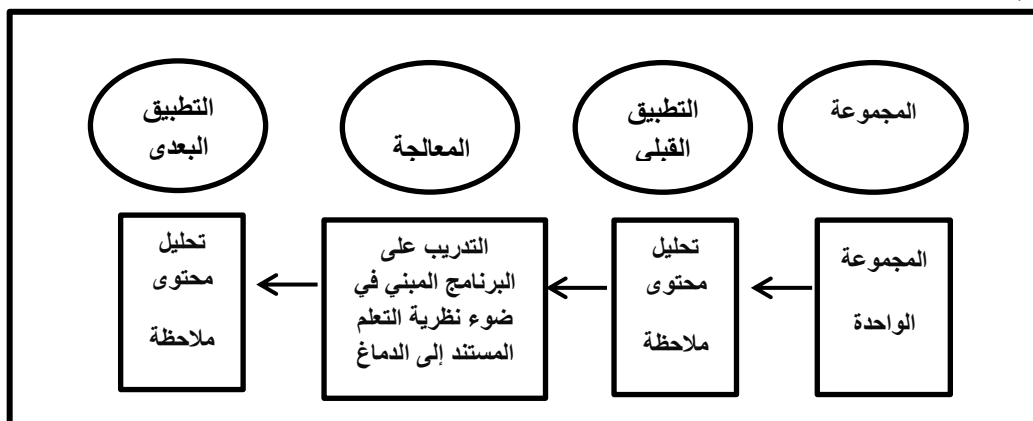 المجموعة
التطبيق
القبلي
المعالجة
التطبيق
البعدى
المجموعة
الواحدة
تحليل
محتوى
ملاحظة
التدريب على
البرنامج المبني في
ضوء نظرية التعلم
المستند إلى الدماغ
تحليل
محتوى
ملاحظة